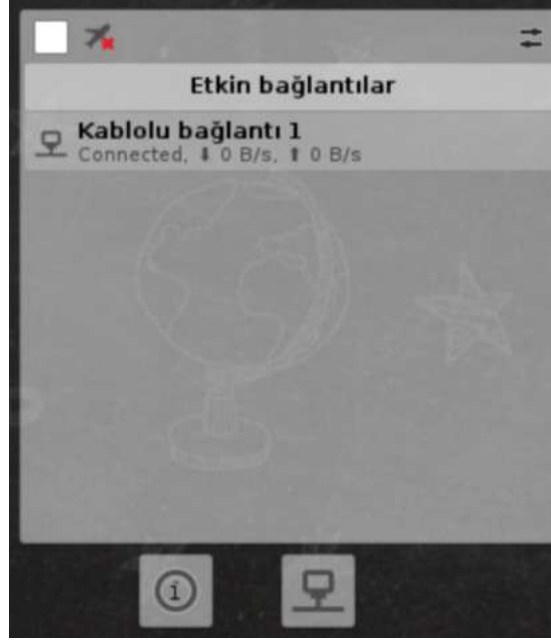 Etkin bağlantılar
Kablolu bağlantı 1
Connected, ⬇ 0 B/s, ⬆ 0 B/s